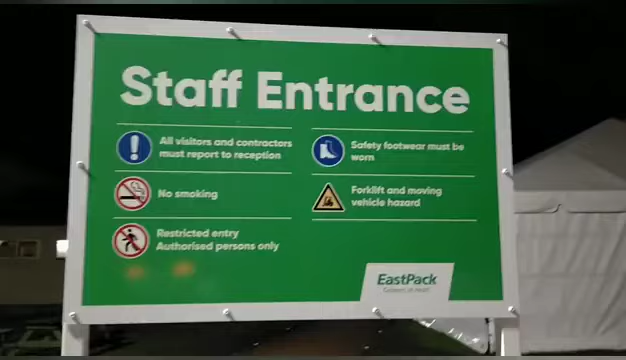 Staff Entrance
All visitors and contractors
must report to reception
No smoking
Restricted entry
Authorised persons only
Safety footwear must be
worn
Forklift and moving
vehicle hazard
EastPack